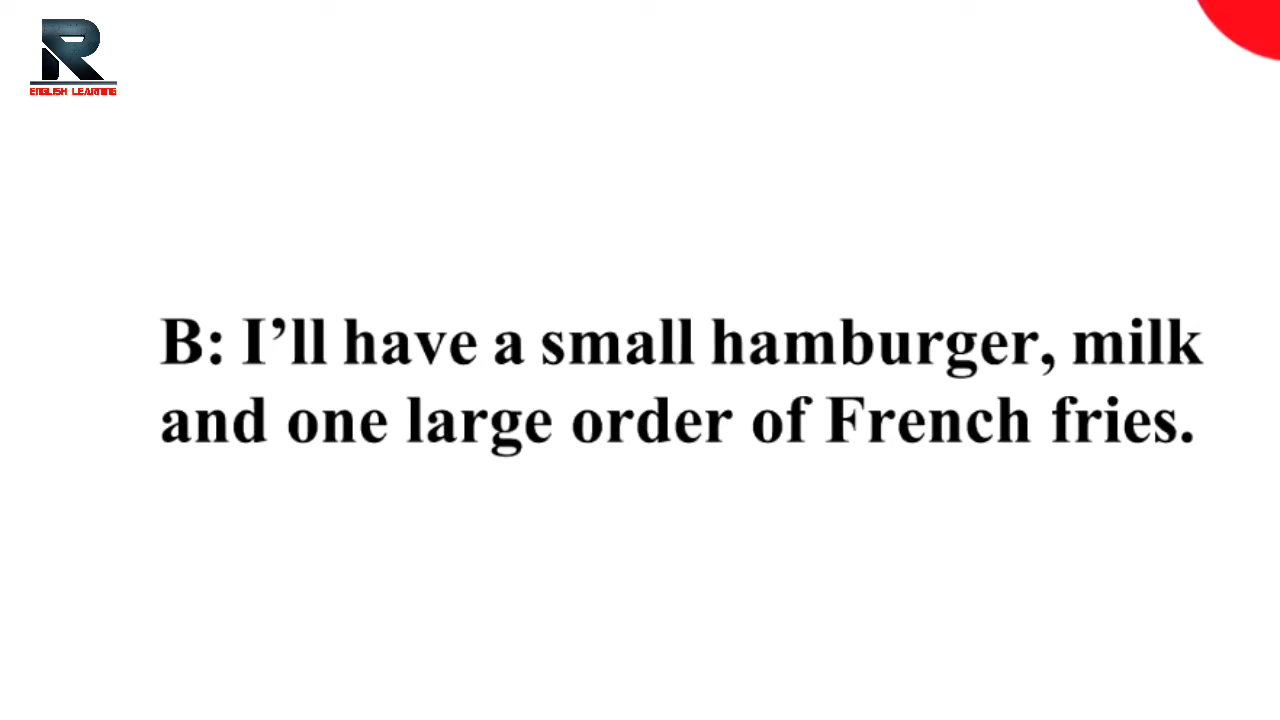 R
ENGLISH LEARNING
B: I’ll have a small hamburger, milk
and one large order of French fries.